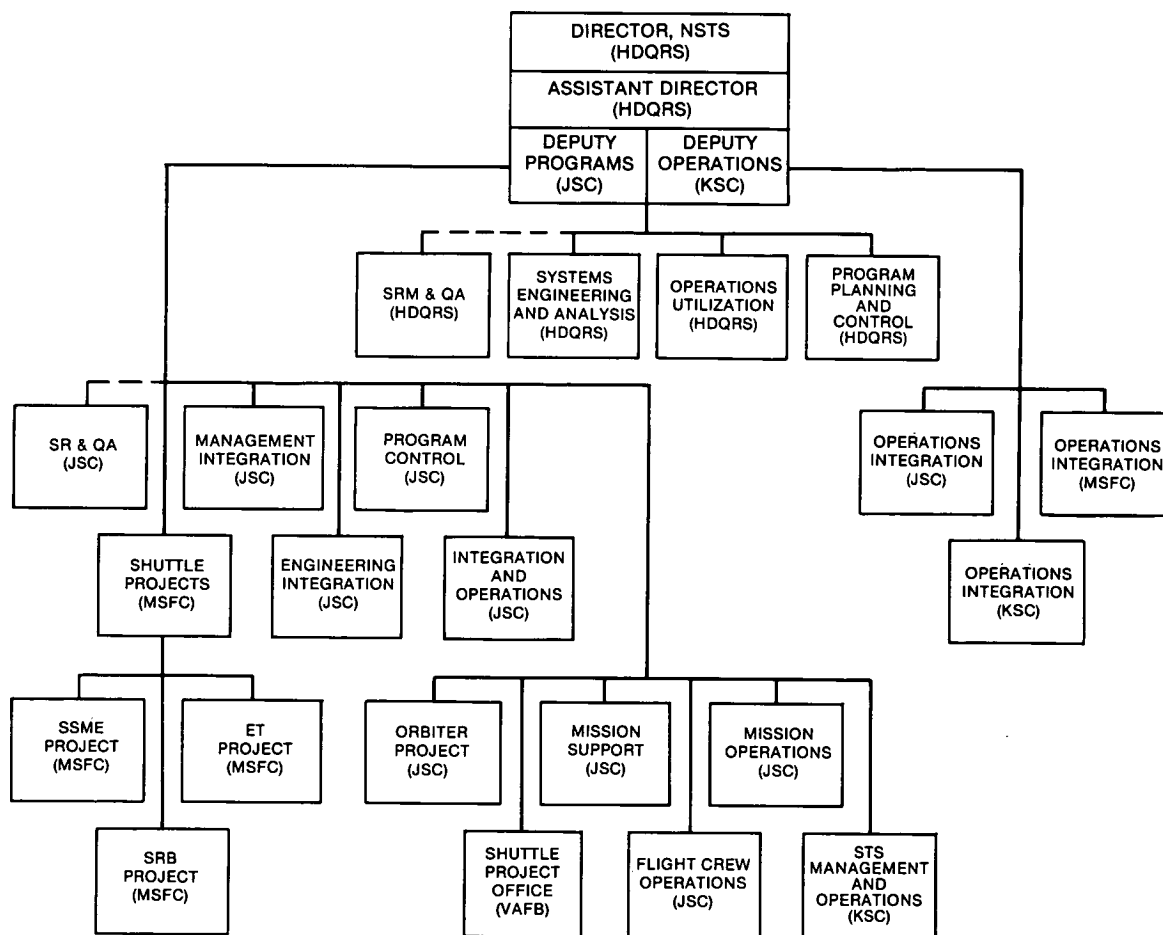 DIRECTOR, NSTS
(HDQRS)
ASSISTANT DIRECTOR
(HDQRS)
DEPUTY
PROGRAMS
(JSC)
DEPUTY
OPERATIONS
(KSC)
SRM & QA
(HDQRS)
SYSTEMS
ENGINEERING
AND ANALYSIS
(HDQRS)
OPERATIONS
UTILIZATION
(HDQRS)
PROGRAM
PLANNING
AND
CONTROL
(HDQRS)
SR & QA
(JSC)
MANAGEMENT
INTEGRATION
(JSC)
PROGRAM
CONTROL
(JSC)
OPERATIONS
INTEGRATION
(JSC)
OPERATIONS
INTEGRATION
(MSFC)
SHUTTLE
PROJECTS
(MSFC)
ENGINEERING
INTEGRATION
(JSC)
INTEGRATION
AND
OPERATIONS
(JSC)
OPERATIONS
INTEGRATION
(KSC)
SSME
PROJECT
(MSFC)
ET
PROJECT
(MSFC)
ORBITER
PROJECT
(JSC)
MISSION
SUPPORT
(JSC)
MISSION
OPERATIONS
(JSC)
SRB
PROJECT
(MSFC)
SHUTTLE
PROJECT
OFFICE
(VAFB)
FLIGHT CREW
OPERATIONS
(JSC)
STS
MANAGEMENT
AND
OPERATIONS
(KSC)